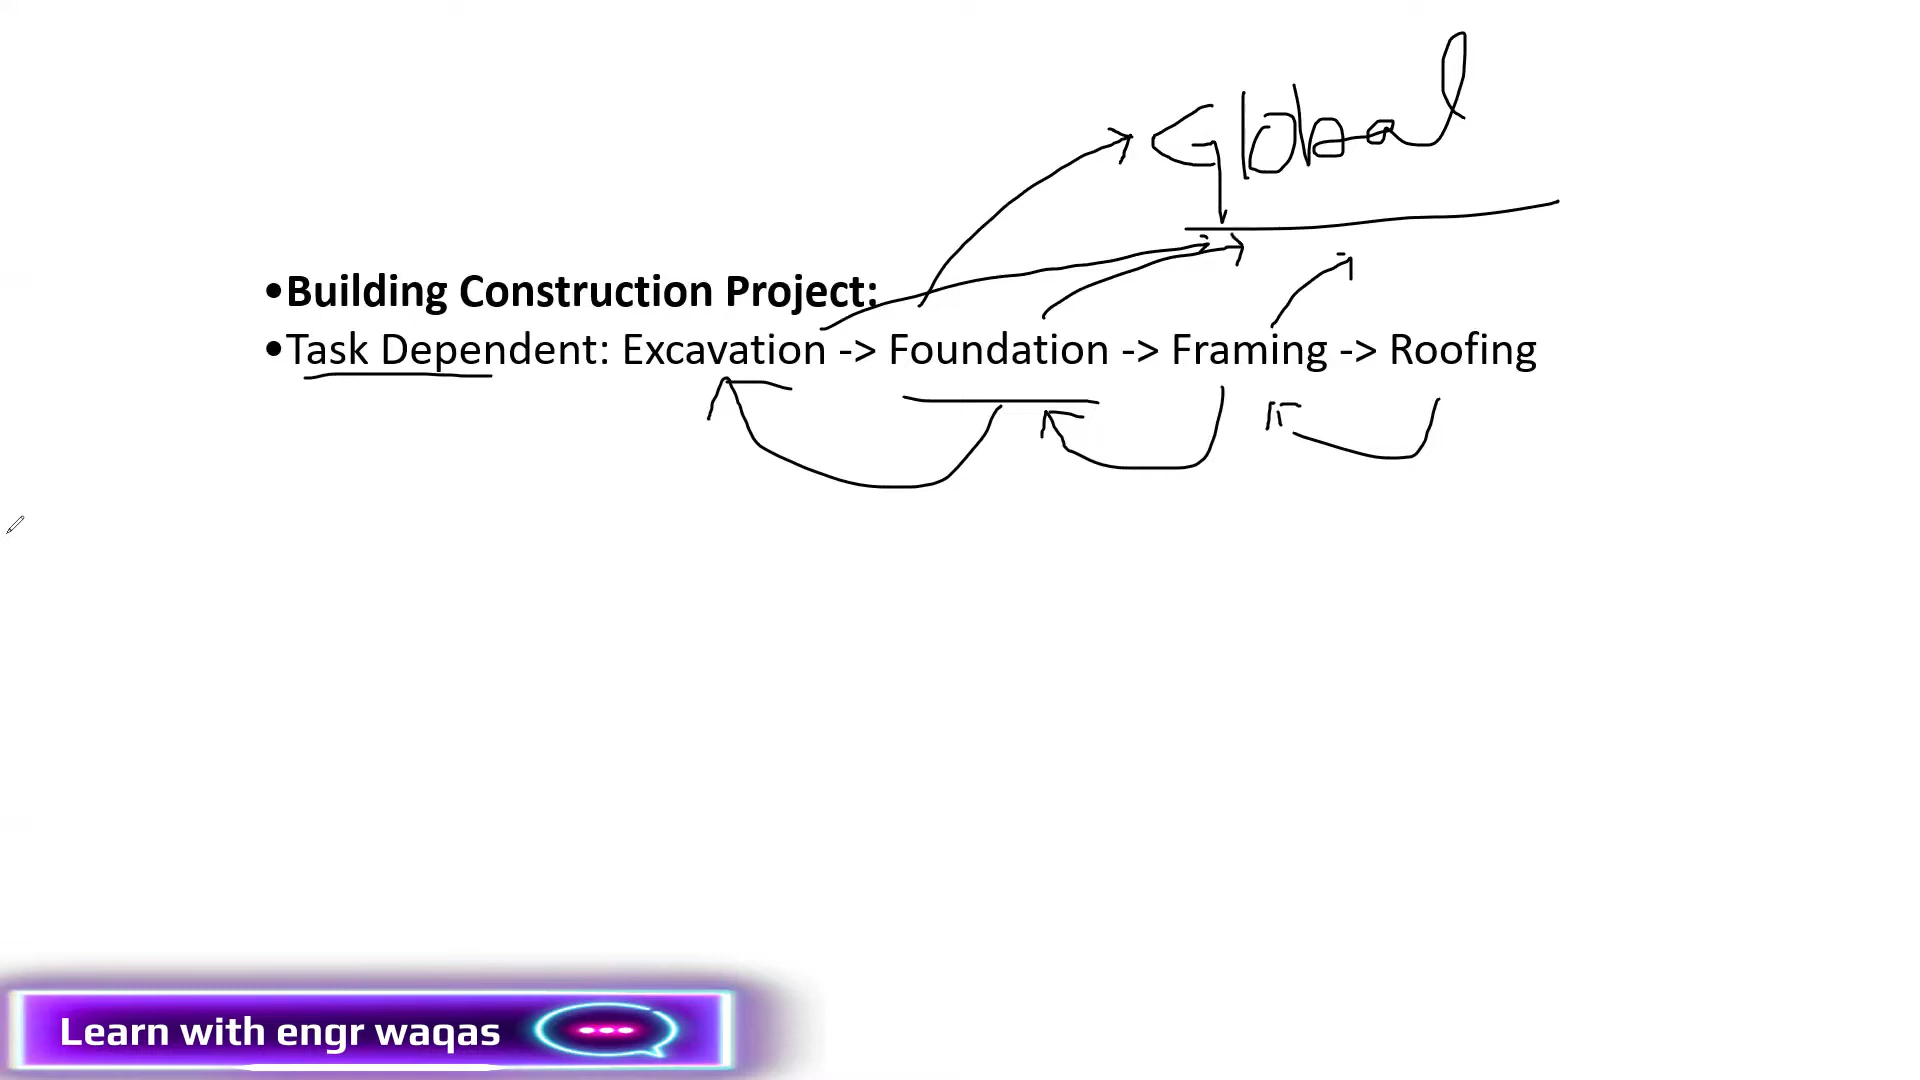 Global
•Building Construction Project:
•Task Dependent: Excavation -> Foundation -> Framing -> Roofing
Learn with engr waqas